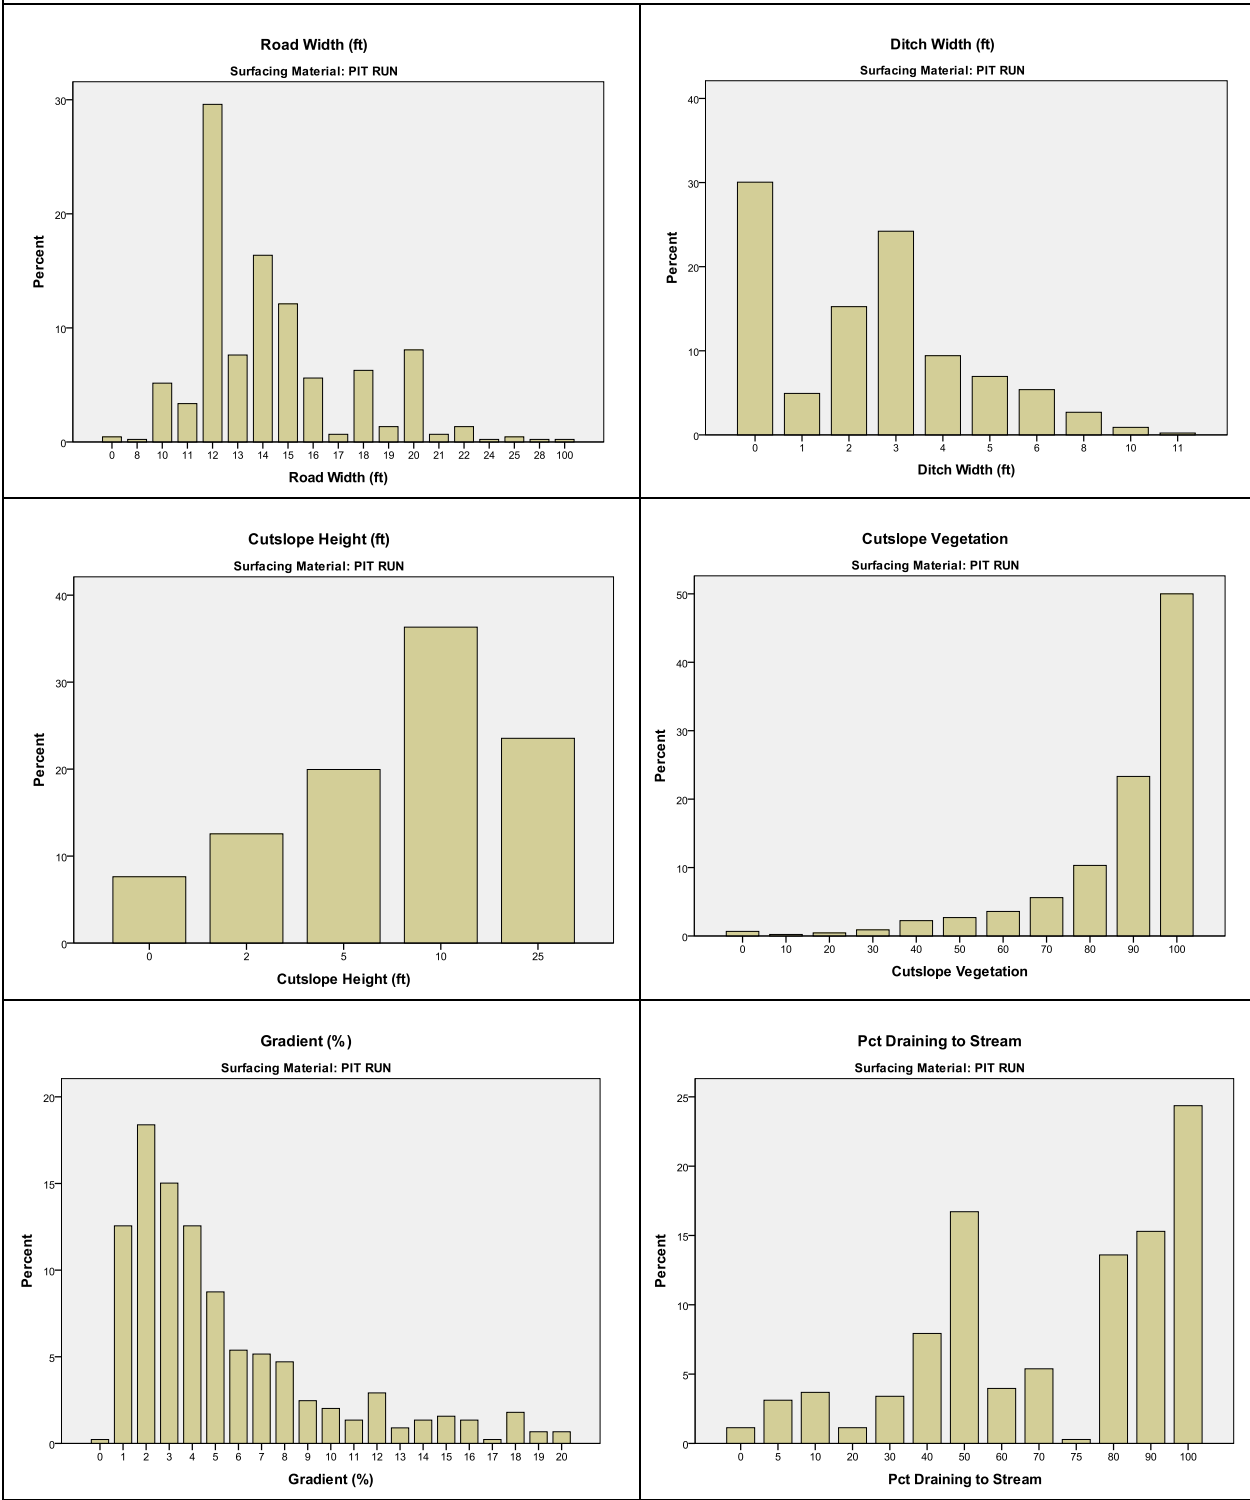 Road Width (ft)
Surfacing Material: PIT RUN
Percent
30
20
10
0
0 8 10 11 12 13 14 15 16 17 18 19 20 21 22 24 25 28 100
Road Width (ft)
Ditch Width (ft)
Surfacing Material: PIT RUN
Percent
40
30
20
10
0
0 1 2 3 4 5 6 8 10 11
Ditch Width (ft)
Cutslope Height (ft)
Surfacing Material: PIT RUN
Percent
40
30
20
10
0
0 2 5 10 25
Cutslope Height (ft)
Cutslope Vegetation
Surfacing Material: PIT RUN
Percent
50
40
30
20
10
0
0 10 20 30 40 50 60 70 80 90 100
Cutslope Vegetation
Gradient (%)
Surfacing Material: PIT RUN
Percent
20
15
10
5
0
0 1 2 3 4 5 6 7 8 9 10 11 12 13 14 15 16 17 18 19 20
Gradient (%)
Pct Draining to Stream
Surfacing Material: PIT RUN
Percent
25
20
15
10
5
0
0 5 10 20 30 40 50 60 70 75 80 90 100
Pct Draining to Stream